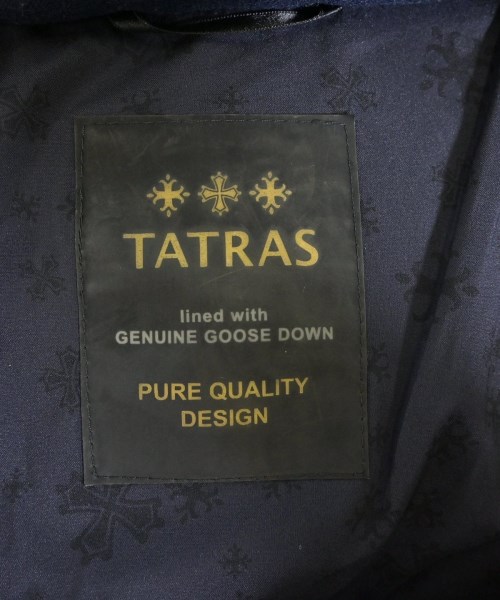 TATRAS
lined with
GENUINE GOOSE DOWN
PURE QUALITY
DESIGN